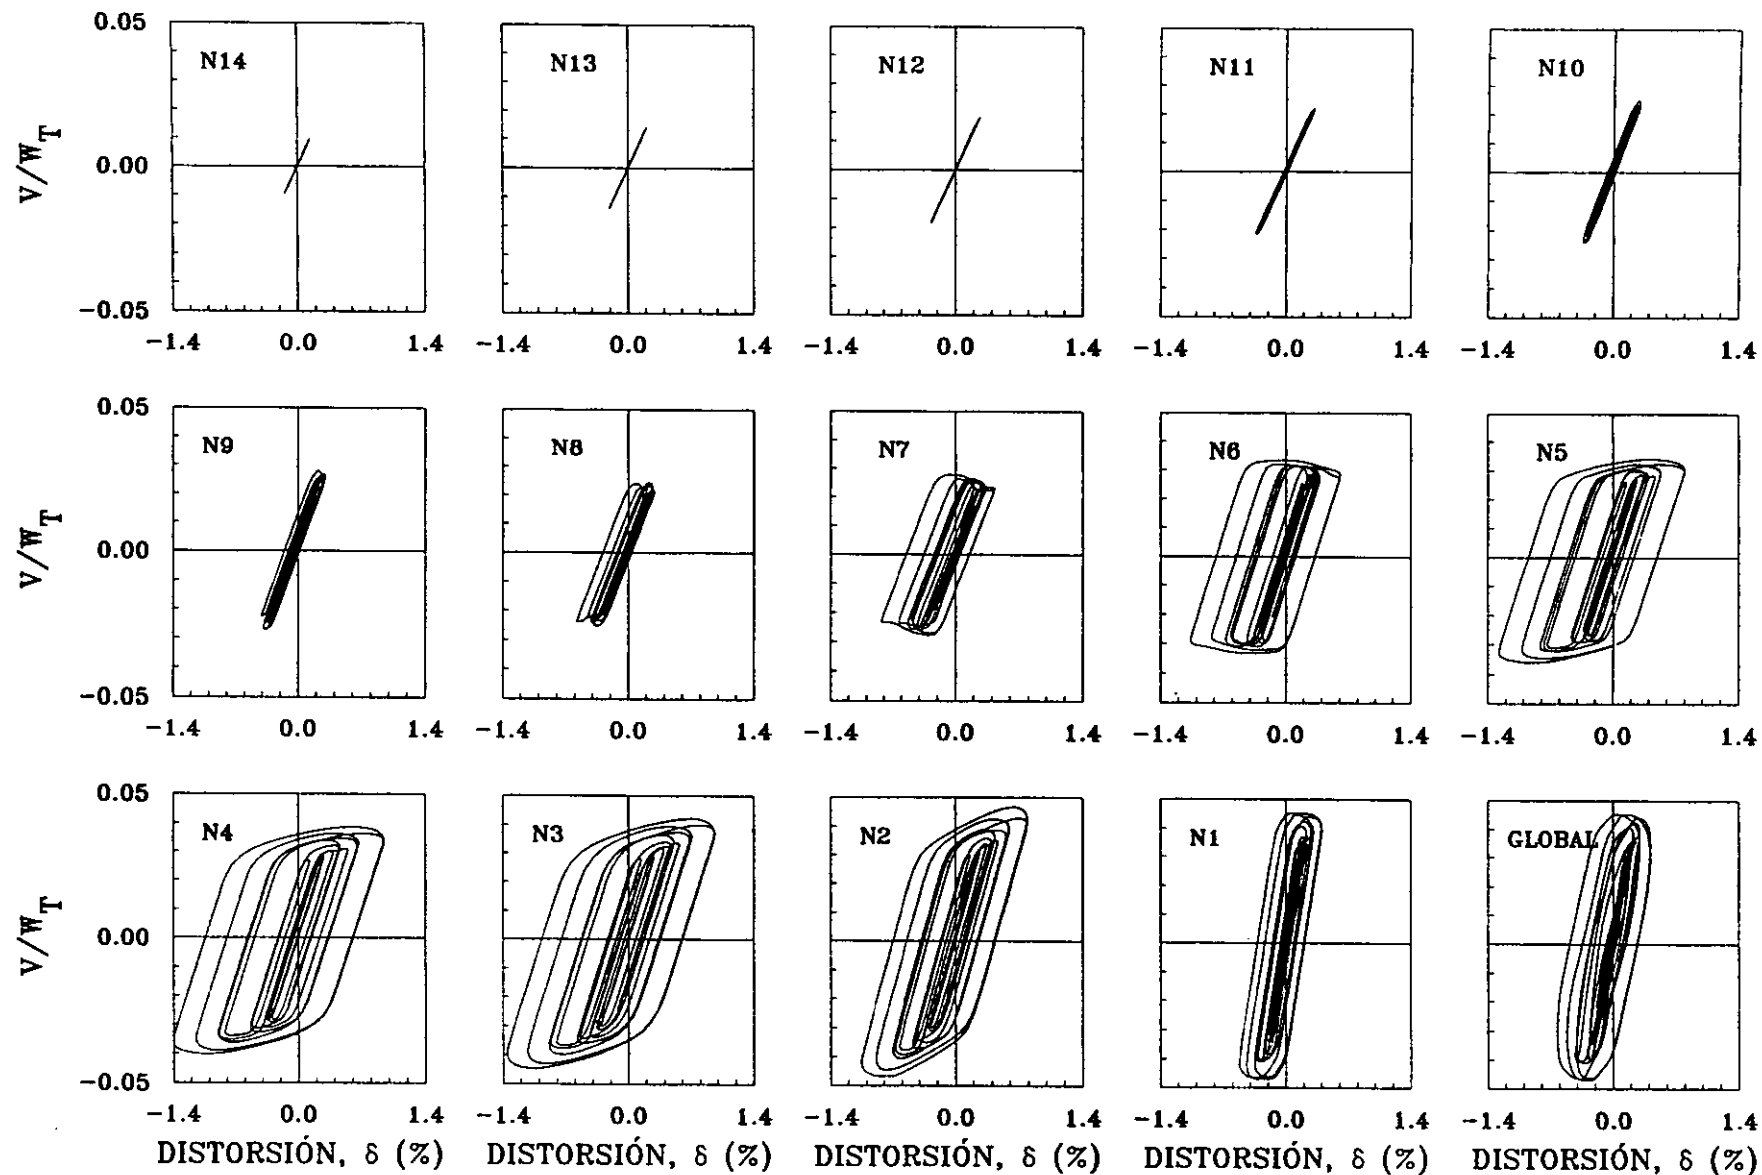 0.05
N14 N13 N12 N11 N10
V/W_T
0.00
-0.05
-1.4 0.0 1.4 -1.4 0.0 1.4 -1.4 0.0 1.4 -1.4 0.0 1.4 -1.4 0.0 1.4
0.05
N9 N8 N7 N6 N5
V/W_T
0.00
-0.05
-1.4 0.0 1.4 -1.4 0.0 1.4 -1.4 0.0 1.4 -1.4 0.0 1.4 -1.4 0.0 1.4
0.05
N4 N3 N2 N1 GLOBAL
V/W_T
0.00
-0.05
-1.4 0.0 1.4 -1.4 0.0 1.4 -1.4 0.0 1.4 -1.4 0.0 1.4 -1.4 0.0 1.4
DISTORSIÓN, δ (%) DISTORSIÓN, δ (%) DISTORSIÓN, δ (%) DISTORSIÓN, δ (%) DISTORSIÓN, δ (%)